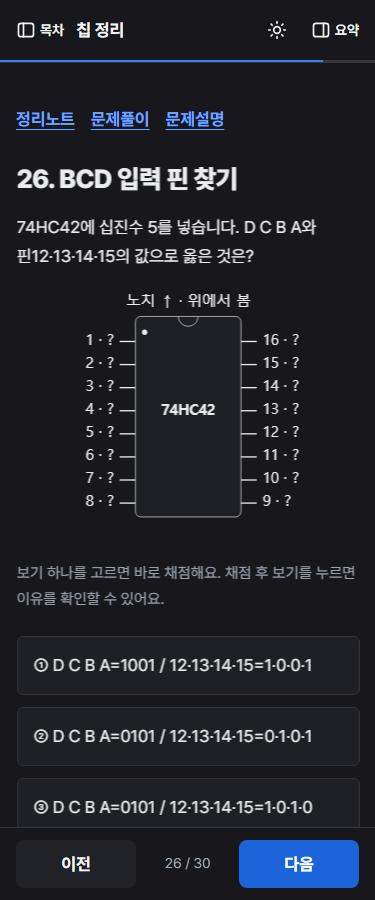 목차 칩 정리 요약
정리노트 문제풀이 문제설명
26. BCD 입력 핀 찾기
74HC42에 십진수 5를 넣습니다. D C B A와
핀12·13·14·15의 값으로 옳은 것은?
노치 ↑ · 위에서 봄
1 · ? 16 · ?
2 · ? 15 · ?
3 · ? 14 · ?
4 · ? 74HC42 13 · ?
5 · ? 12 · ?
6 · ? 11 · ?
7 · ? 10 · ?
8 · ? 9 · ?
보기 하나를 고르면 바로 채점해요. 채점 후 보기를 누르면
이유를 확인할 수 있어요.
① D C B A=1001 / 12·13·14·15=1·0·0·1
② D C B A=0101 / 12·13·14·15=0·1·0·1
③ D C B A=0101 / 12·13·14·15=1·0·1·0
이전 26 / 30 다음